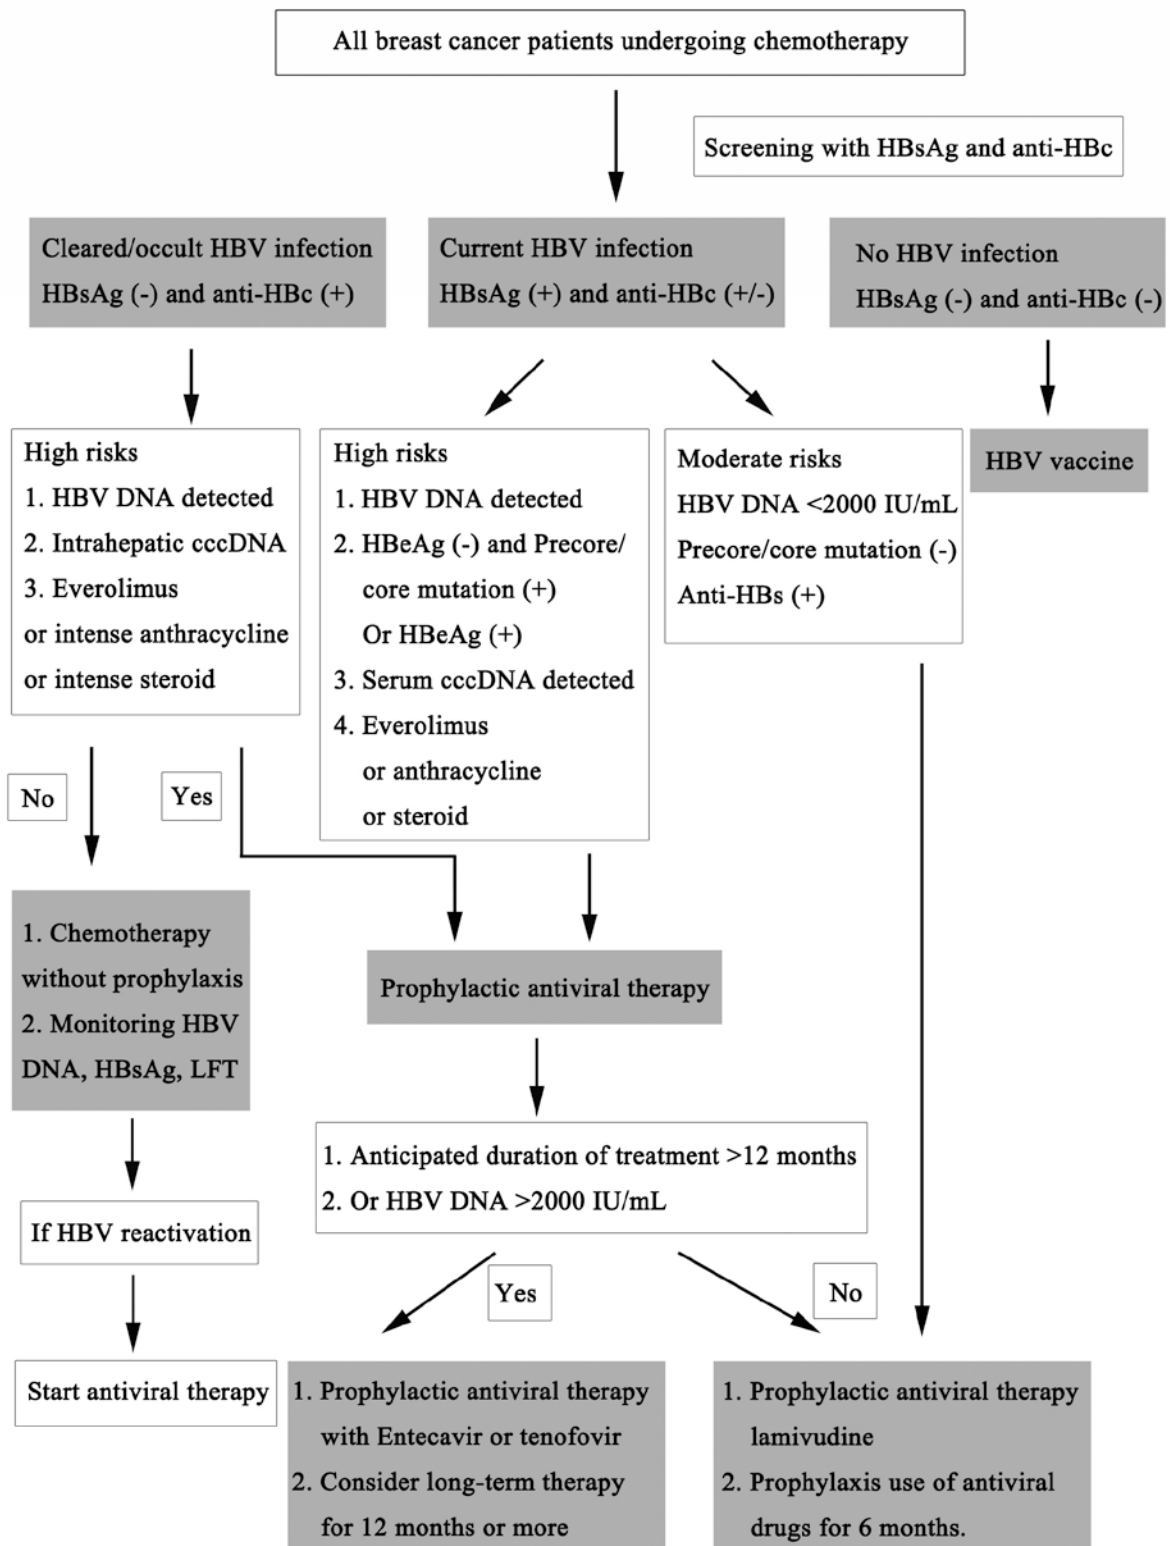 All breast cancer patients undergoing chemotherapy
Screening with HBsAg and anti-HBc
Cleared/occult HBV infection
HBsAg (-) and anti-HBc (+)
Current HBV infection
HBsAg (+) and anti-HBc (+/-)
No HBV infection
HBsAg (-) and anti-HBc (-)
High risks
1. HBV DNA detected
2. Intrahepatic cccDNA
3. Everolimus
or intense anthracycline
or intense steroid
High risks
1. HBV DNA detected
2. HBeAg (-) and Precore/
core mutation (+)
Or HBeAg (+)
3. Serum cccDNA detected
4. Everolimus
or anthracycline
or steroid
Moderate risks
HBV DNA <2000 IU/mL
Precore/core mutation (-)
Anti-HBs (+)
HBV vaccine
No
Yes
1. Chemotherapy
without prophylaxis
2. Monitoring HBV
DNA, HBsAg, LFT
Prophylactic antiviral therapy
1. Anticipated duration of treatment >12 months
2. Or HBV DNA >2000 IU/mL
If HBV reactivation
Yes
No
Start antiviral therapy
1. Prophylactic antiviral therapy
with Entecavir or tenofovir
2. Consider long-term therapy
for 12 months or more
1. Prophylactic antiviral therapy
lamivudine
2. Prophylaxis use of antiviral
drugs for 6 months.